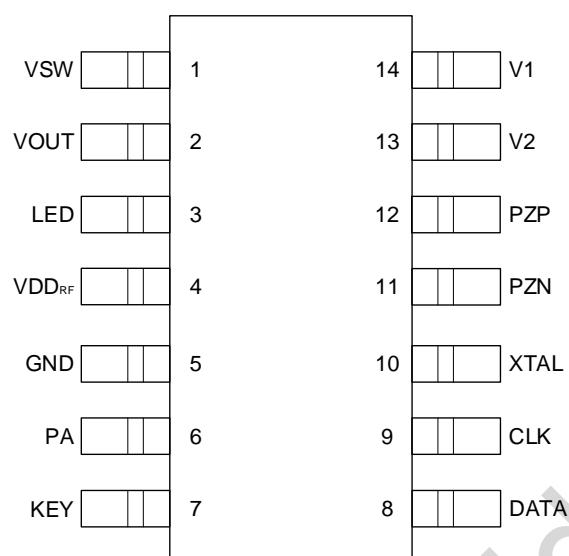 VSW 1 14 V1
VOUT 2 13 V2
LED 3 12 PZP
VDDRF 4 11 PZN
GND 5 10 XTAL
PA 6 9 CLK
KEY 7 8 DATA